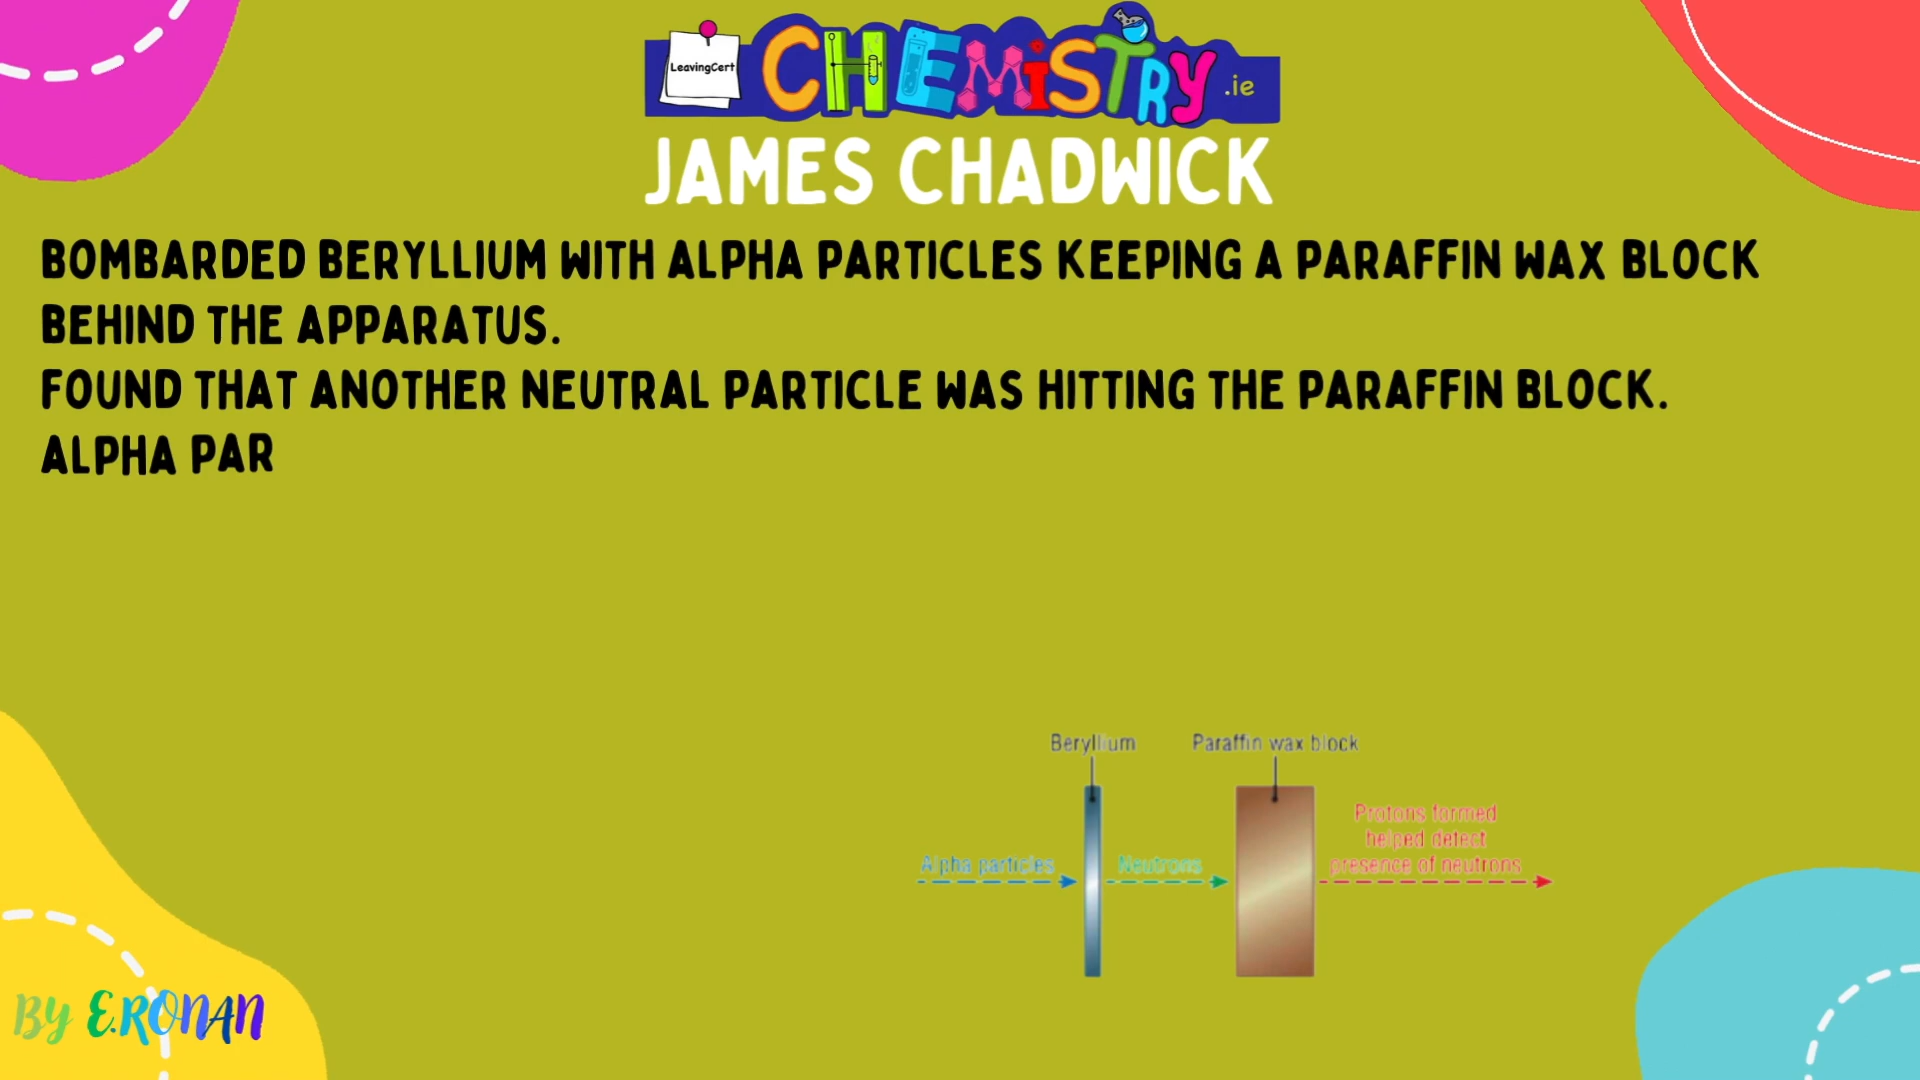 LeavingCert
CHEMISTRY
.ie
JAMES CHADWICK
BOMBARDED BERYLLIUM WITH ALPHA PARTICLES KEEPING A PARAFFIN WAX BLOCK
BEHIND THE APPARATUS.
FOUND THAT ANOTHER NEUTRAL PARTICLE WAS HITTING THE PARAFFIN BLOCK.
ALPHA PAR
Beryllium
Paraffin wax block
Alpha particles
Neutrons
Protons formed
helped detect
presence of neutrons
By E.RONAN